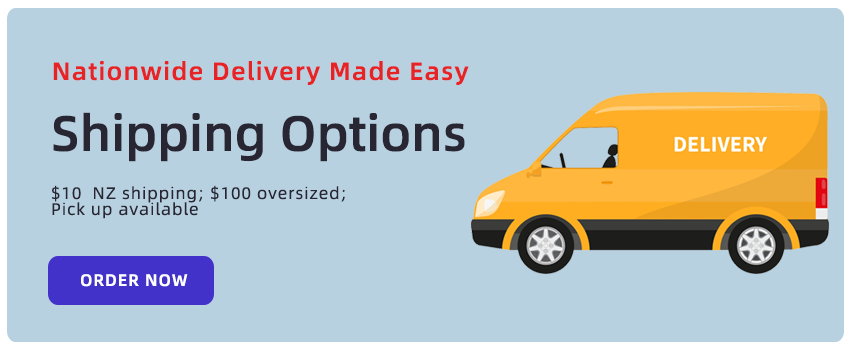 Nationwide Delivery Made Easy
Shipping Options
$10  NZ shipping; $100 oversized;
Pick up available
ORDER NOW
DELIVERY